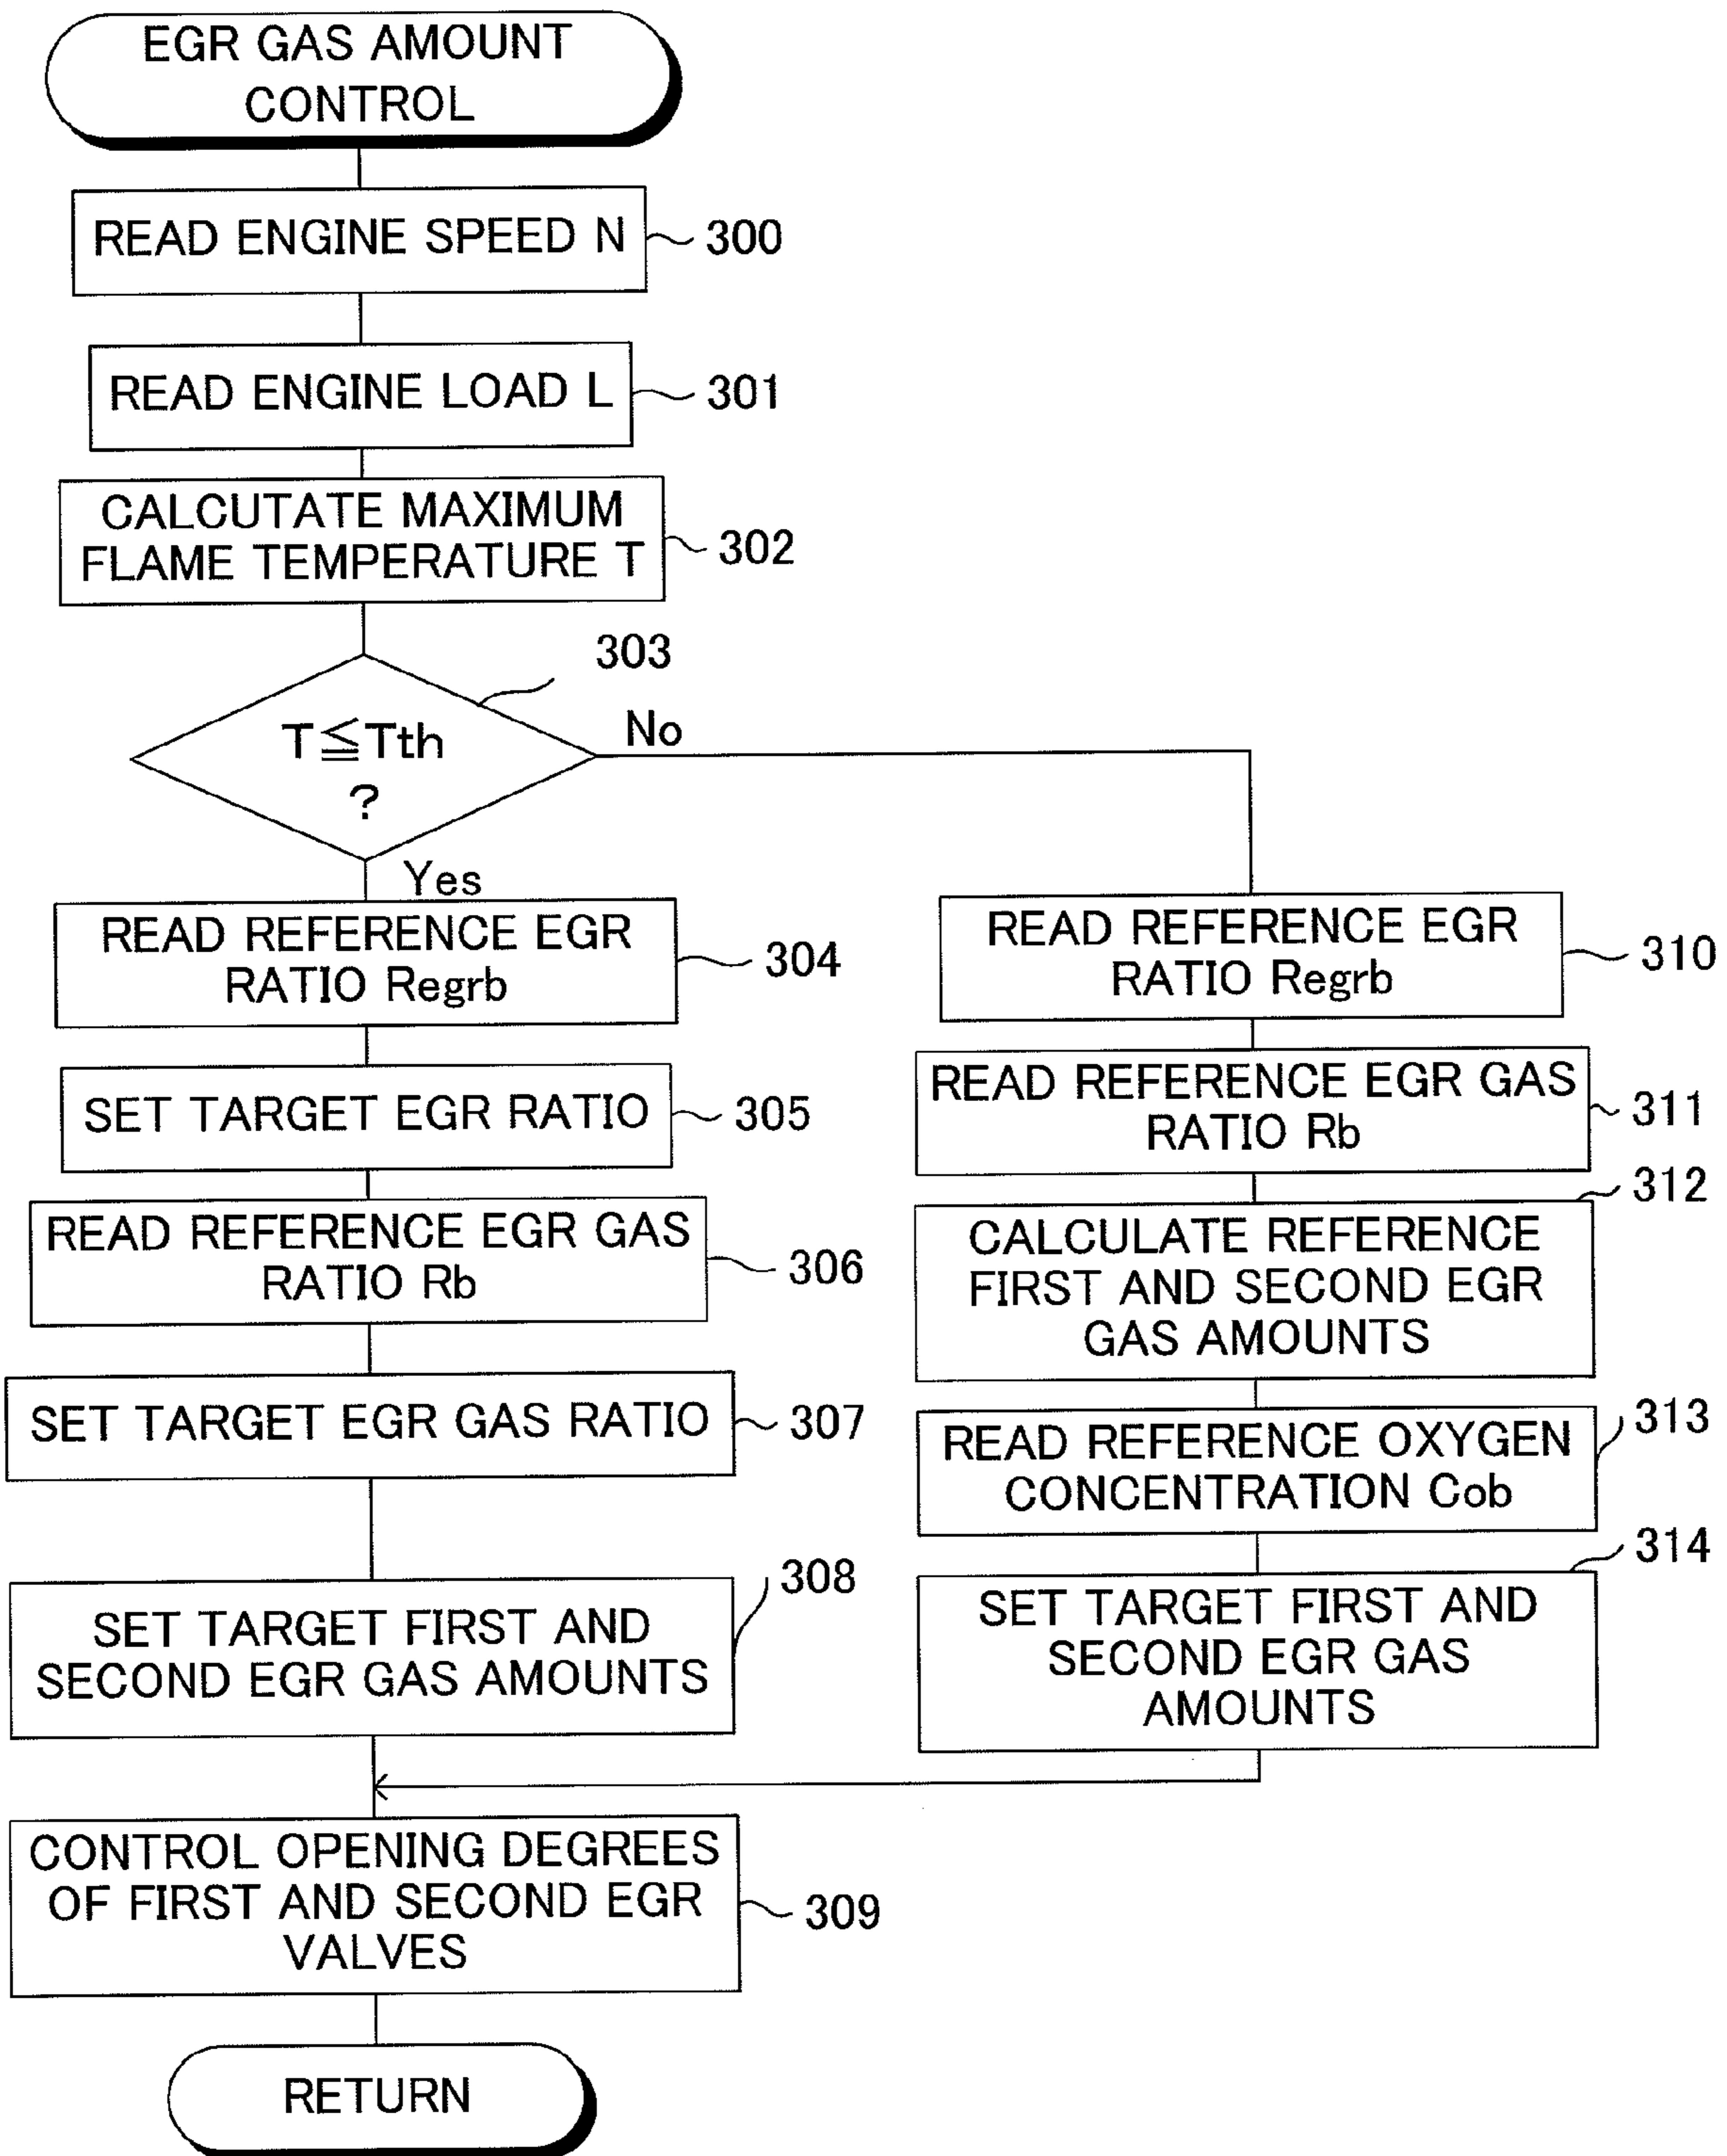 EGR GAS AMOUNT
CONTROL
READ ENGINE SPEED N
300
READ ENGINE LOAD L
301
CALCUTATE MAXIMUM
FLAME TEMPERATURE T
302
303
T≦Tth
?
No
Yes
READ REFERENCE EGR
RATIO Regrb
304
SET TARGET EGR RATIO
305
READ REFERENCE EGR GAS
RATIO Rb
306
SET TARGET EGR GAS RATIO
307
SET TARGET FIRST AND
SECOND EGR GAS AMOUNTS
308
READ REFERENCE EGR
RATIO Regrb
310
READ REFERENCE EGR GAS
RATIO Rb
311
CALCULATE REFERENCE
FIRST AND SECOND EGR
GAS AMOUNTS
312
READ REFERENCE OXYGEN
CONCENTRATION Cob
313
SET TARGET FIRST AND
SECOND EGR GAS
AMOUNTS
314
CONTROL OPENING DEGREES
OF FIRST AND SECOND EGR
VALVES
309
RETURN